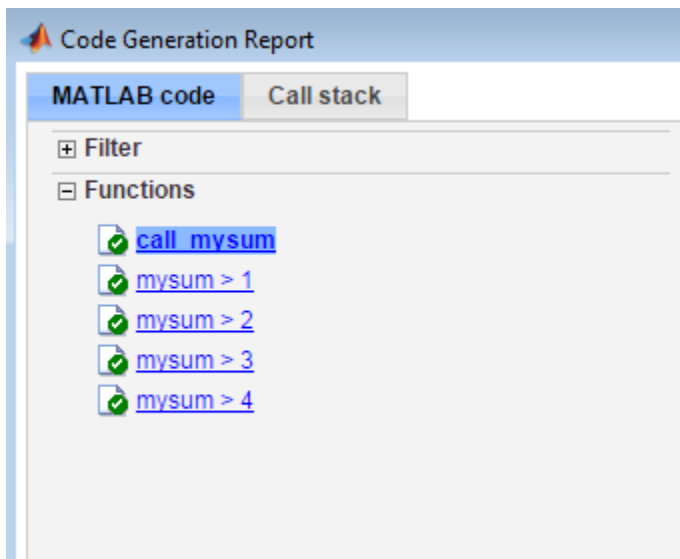 Code Generation Report
MATLAB code Call stack
Filter
Functions
call_mysum
mysum > 1
mysum > 2
mysum > 3
mysum > 4